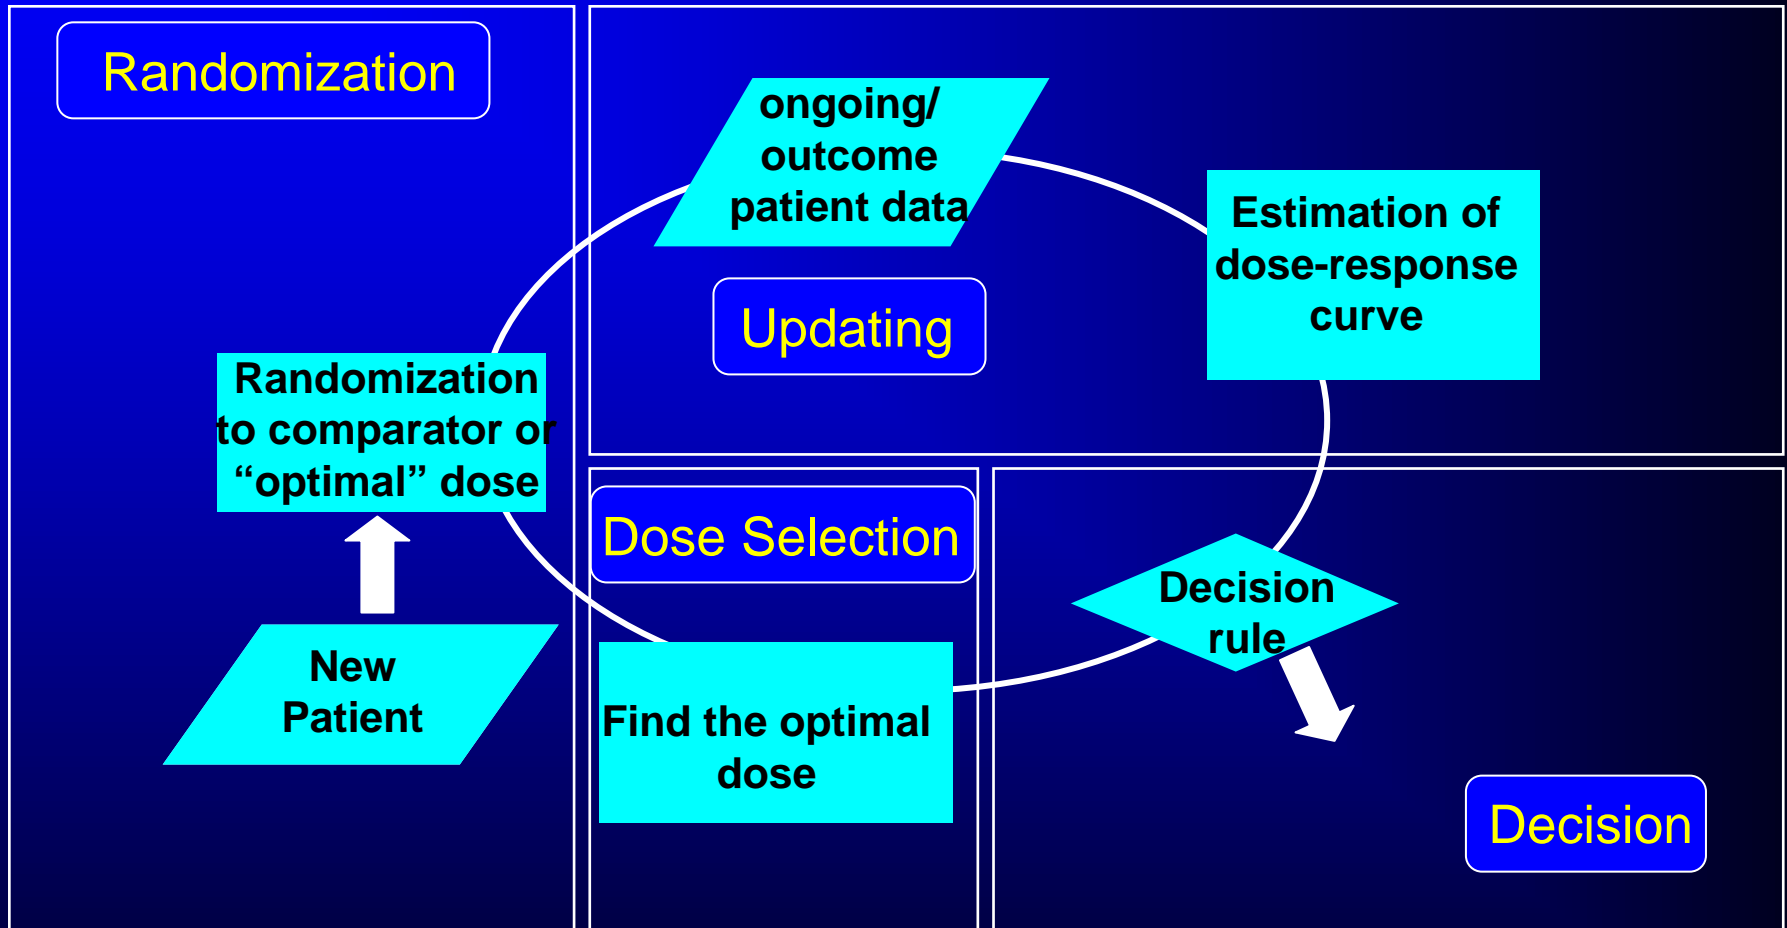 Randomization
ongoing/
outcome
patient data
Estimation of
dose-response
curve
Updating
Randomization
to comparator or
“optimal” dose
Dose Selection
Decision
rule
New
Patient
Find the optimal
dose
Decision